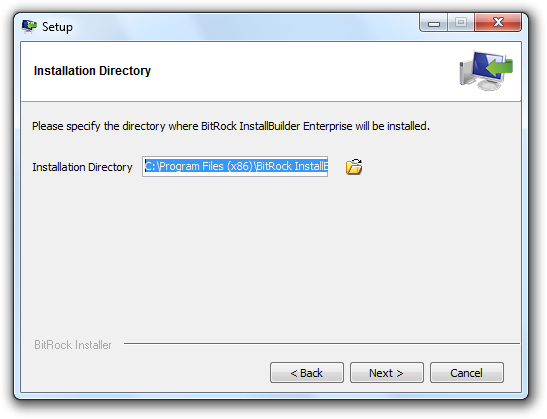 Setup
Installation Directory
Please specify the directory where BitRock InstallBuilder Enterprise will be installed.
Installation Directory C:\Program Files (x86)\BitRock InstallB
BitRock Installer
< Back Next > Cancel